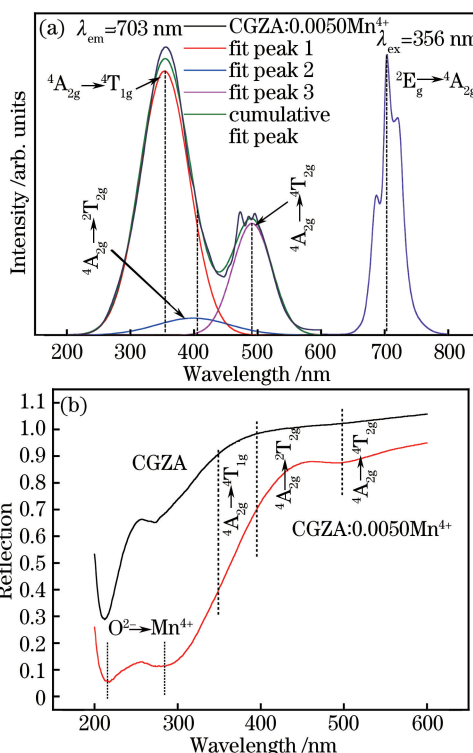 (a) λem=703 nm
CGZA:0.0050Mn⁴⁺
fit peak 1
fit peak 2
fit peak 3
cumulative
fit peak
λex=356 nm
⁴A₂g→⁴T₁g
²Eg→⁴A₂g
⁴A₂g→²T₂g
⁴A₂g→⁴T₂g
Intensity /arb. units
200 300 400 500 600 700 800
Wavelength /nm
(b)
1.1
1.0
0.9
0.8
0.7
0.6
0.5
0.4
0.3
0.2
0.1
0
Reflection
CGZA
⁴A₂g→⁴T₁g
⁴A₂g→²T₂g
⁴A₂g→⁴T₂g
CGZA:0.0050Mn⁴⁺
O²⁻→Mn⁴⁺
200 300 400 500 600
Wavelength /nm